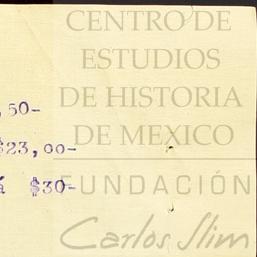 CENTRO DE
ESTUDIOS
DE HISTORIA
DE MEXICO
,50-
$23,00-
á $30-
FUNDACIÓN
Carlos Slim